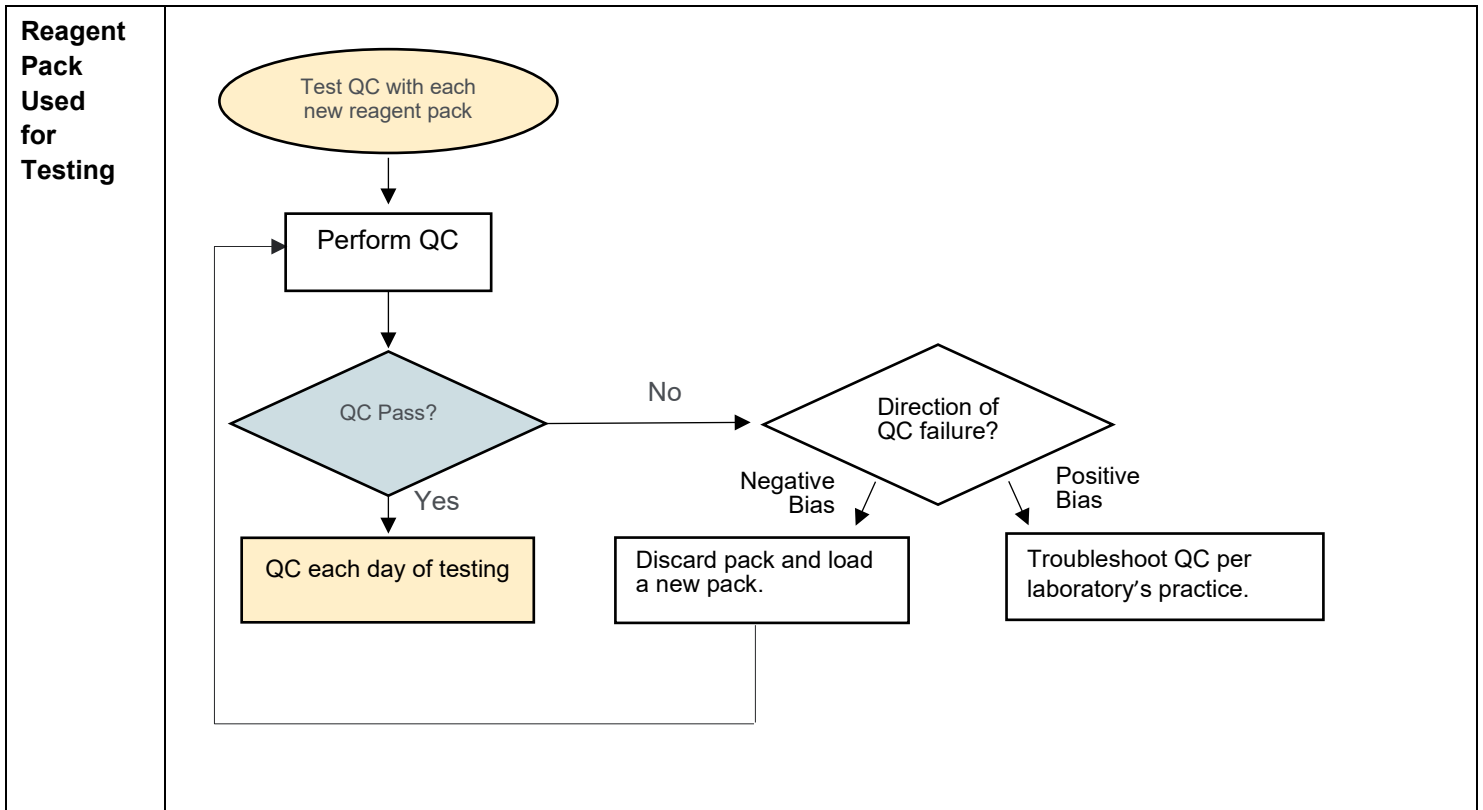 Reagent
Pack
Used
for
Testing
Test QC with each
new reagent pack
Perform QC
QC Pass?
No
Direction of
QC failure?
Negative
Bias
Positive
Bias
Yes
QC each day of testing
Discard pack and load
a new pack.
Troubleshoot QC per
laboratory’s practice.